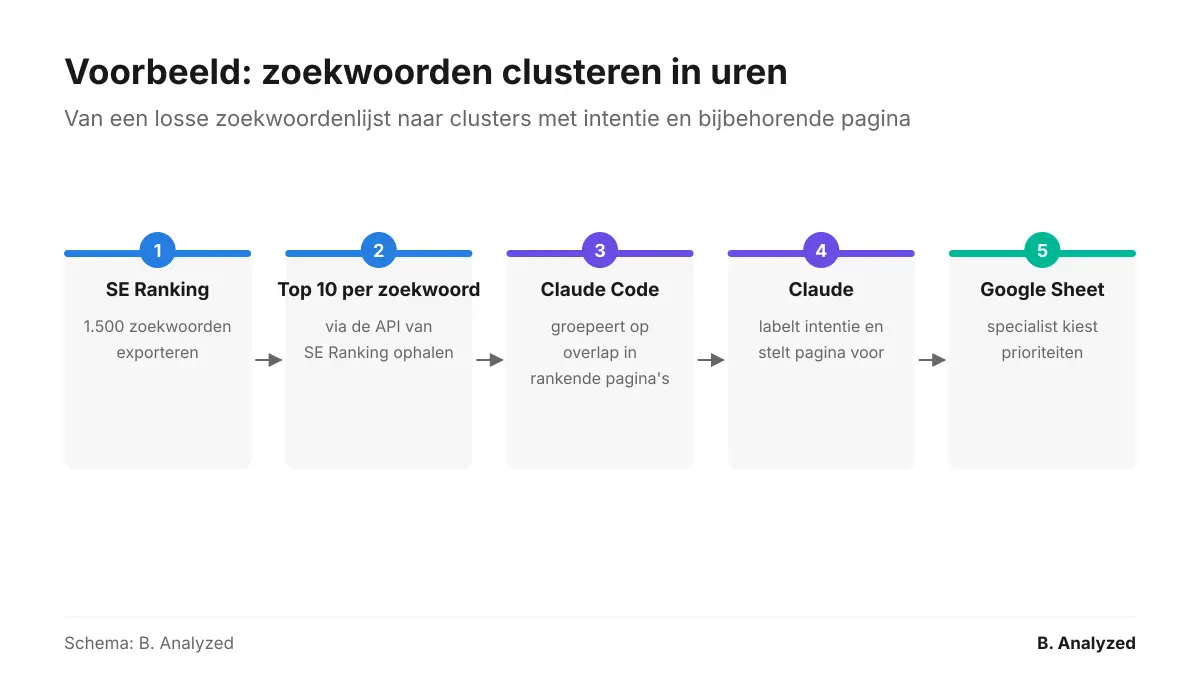 Voorbeeld: zoekwoorden clusteren in uren
Van een losse zoekwoordenlijst naar clusters met intentie en bijbehorende pagina
1
SE Ranking
1.500 zoekwoorden
exporteren
2
Top 10 per zoekwoord
via de API van
SE Ranking ophalen
3
Claude Code
groepeert op
overlap in
rankende pagina's
4
Claude
labelt intentie en
stelt pagina voor
5
Google Sheet
specialist kiest
prioriteiten
Schema: B. Analyzed
B. Analyzed